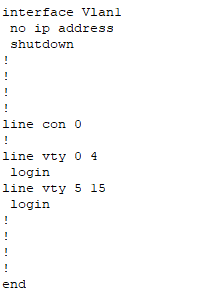 interface Vlan1
 no ip address
 shutdown
!
!
!
!
line con 0
!
line vty 0 4
 login
line vty 5 15
 login
!
!
!
!
end